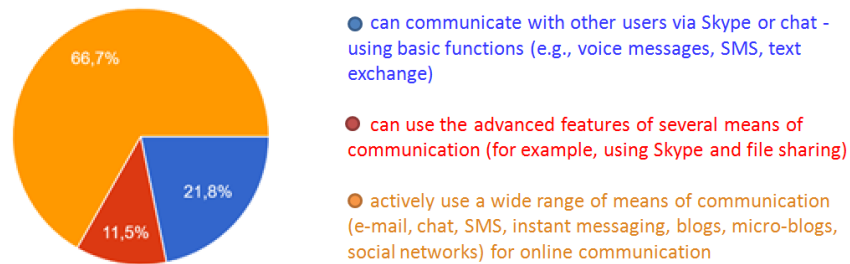 66,7%
21,8%
11,5%
can communicate with other users via Skype or chat -
using basic functions (e.g., voice messages, SMS, text
exchange)
can use the advanced features of several means of
communication (for example, using Skype and file sharing)
actively use a wide range of means of communication
(e-mail, chat, SMS, instant messaging, blogs, micro-blogs,
social networks) for online communication